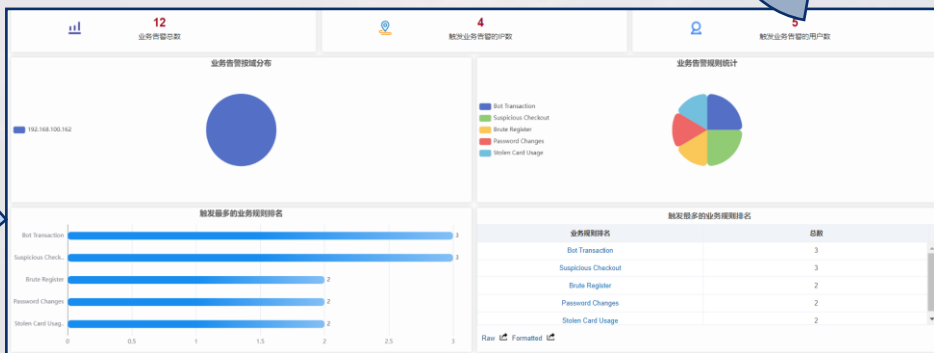 12
业务告警总数
4
触发业务告警的IP数
5
触发业务告警的用户数
业务告警按域分布
192.168.100.162
业务告警规则统计
Bot Transaction
Suspicious Checkout
Brute Register
Password Changes
Stolen Card Usage
触发最多的业务规则排名
Bot Transaction
3
Suspicious Check..
3
Brute Register
2
Password Changes
2
Stolen Card Usag..
2
0 0.5 1 1.5 2 2.5 3
触发最多的业务规则排名
业务规则排名 总数
Bot Transaction 3
Suspicious Checkout 3
Brute Register 2
Password Changes 2
Stolen Card Usage 2
Raw Formatted